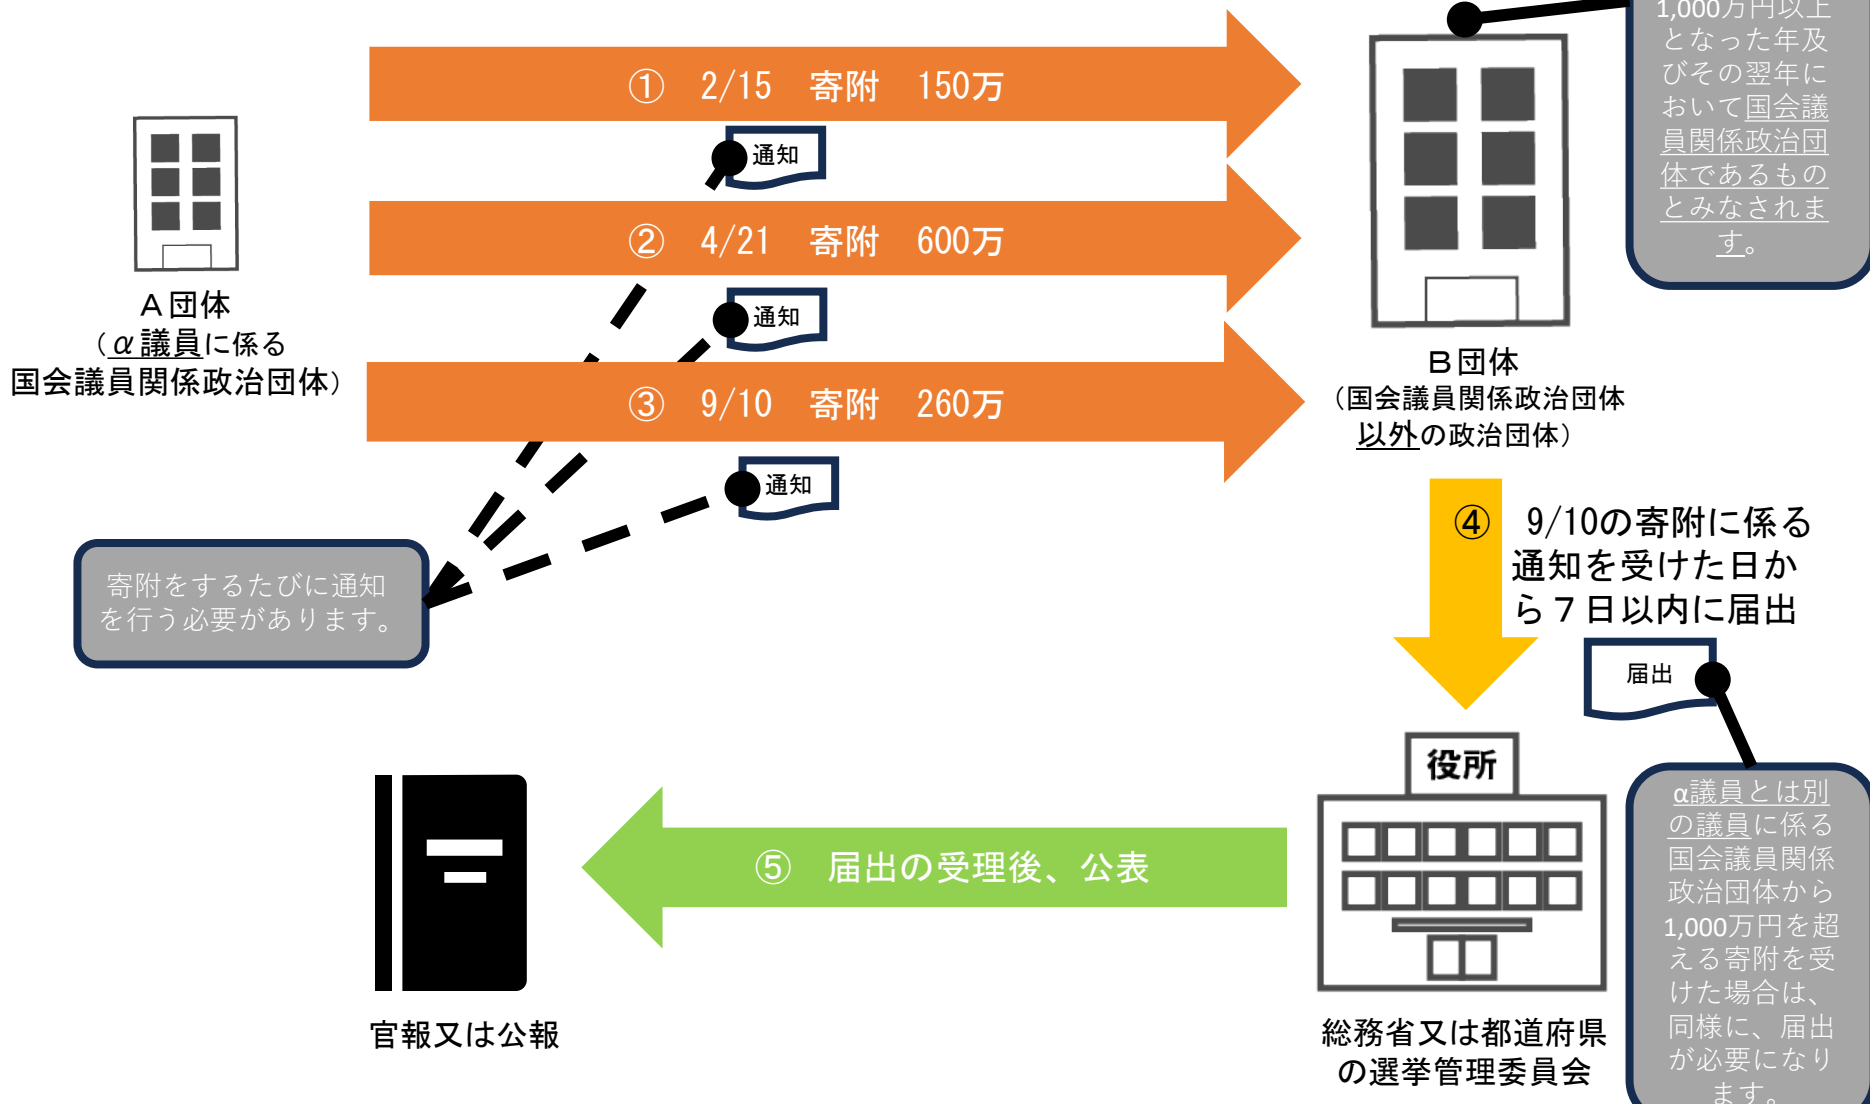 1,000万円以上
となった年及
びその翌年に
おいて国会議
員関係政治団
体であるもの
とみなされま
す。
① 2/15 寄附 150万
通知
② 4/21 寄附 600万
通知
③ 9/10 寄附 260万
通知
A団体
（α議員に係る
国会議員関係政治団体）
B団体
（国会議員関係政治団体
以外の政治団体）
寄附をするたびに通知
を行う必要があります。
④ 9/10の寄附に係る
通知を受けた日か
ら7日以内に届出
届出
役所
総務省又は都道府県
の選挙管理委員会
α議員とは別
の議員に係る
国会議員関係
政治団体から
1,000万円を超
える寄附を受
けた場合は、
同様に、届出
が必要になり
ます。
⑤ 届出の受理後、公表
官報又は公報